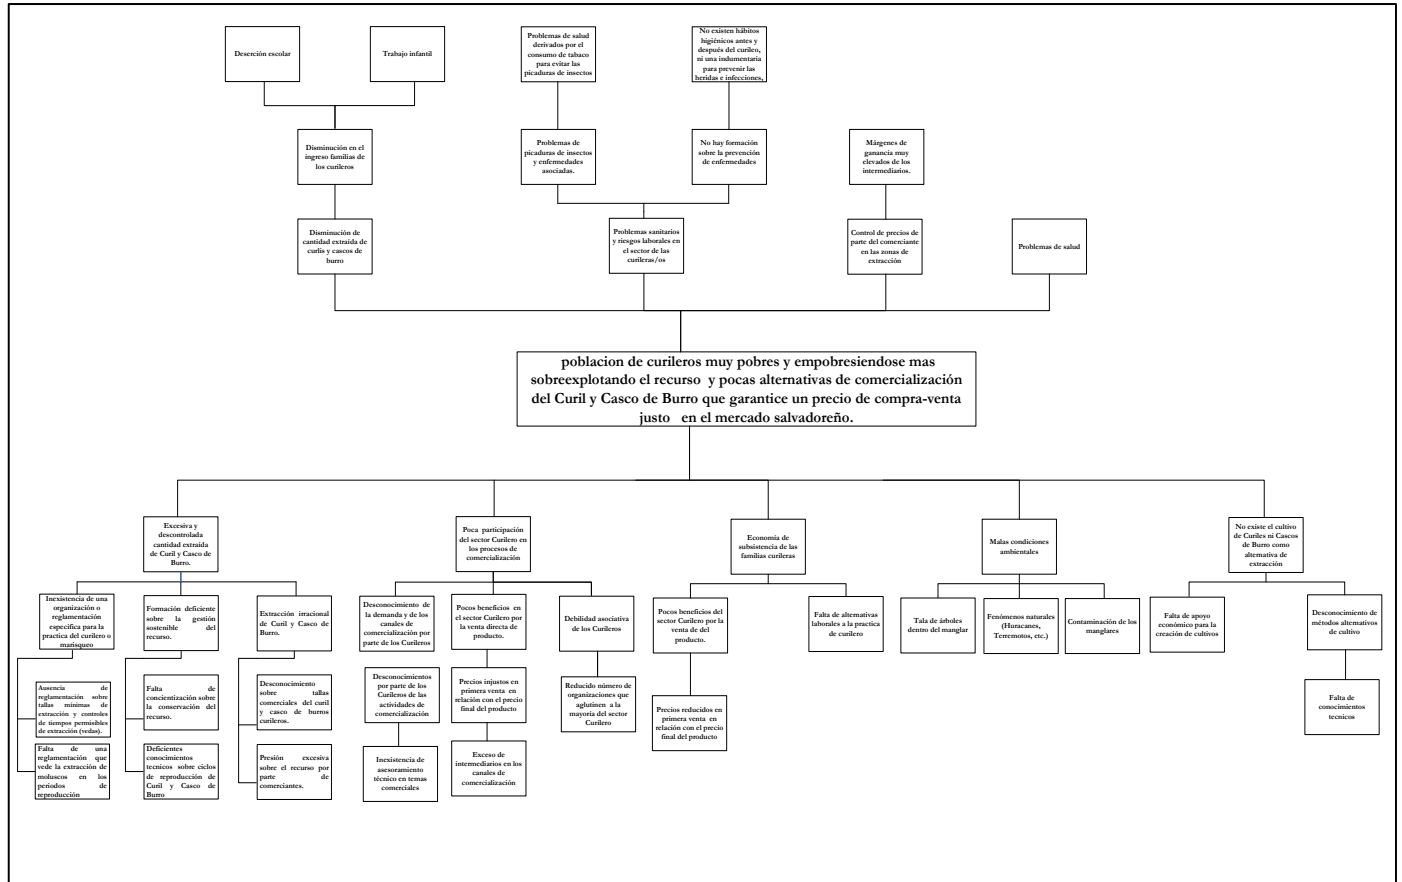 Deserción escolar
Trabajo infantil
Problemas de salud
derivados por el
consumo de tabaco
para evitar las
picaduras de insectos
No existen hábitos
higiénicos antes y
después del curileo,
ni una indumentaria
para prevenir las
heridas e infecciones,
Disminución en el
ingreso familias de
los curileros
Problemas de
picaduras de insectos
y enfermedades
asociadas.
No hay formación
sobre la prevención
de enfermedades
Márgenes de
ganancia muy
elevados de los
intermediarios.
Disminución de
cantidad extraída de
curlis y cascos de
burro
Problemas sanitarios
y riesgos laborales en
el sector de las
curileras/os
Control de precios de
parte del comerciante
en las zonas de
extracción
Problemas de salud
poblacion de curileros muy pobres y empobresiendose mas
sobreexplotando el recurso y pocas alternativas de comercialización
del Curil y Casco de Burro que garantice un precio de compra-venta
justo en el mercado salvadoreño.
Excesiva y
descontrolada
cantidad extraída
de Curil y Casco de
Burro.
Poca participación
del sector Curilero en
los procesos de
comercialización
Economía de
subsistencia de las
familias curileras
Malas condiciones
ambientales
No existe el cultivo
de Curiles ni Cascos
de Burro como
alternativa de
extracción
Inexistencia de una
organización o
reglamentación
especifica para la
practica del curilero o
marisqueo
Formación deficiente
sobre la gestión
sostenible del
recurso.
Extracción irracional
de Curil y Casco de
Burro.
Desconocimiento de
la demanda y de los
canales de
comercialización por
parte de los Curileros
Pocos beneficios en
el sector Curilero por
la venta directa de
producto.
Debilidad asociativa
de los Curileros
Pocos beneficios del
sector Curilero por la
venta de del
producto.
Falta de alternativas
laborales a la practica
de curilero
Tala de árboles
dentro del manglar
Fenómenos naturales
(Huracanes,
Terremotos, etc.)
Contaminación de los
manglares
Falta de apoyo
económico para la
creación de cultivos
Desconocimiento de
métodos alternativos
de cultivo
Ausencia de
reglamentación sobre
tallas mínimas de
extracción y controles
de tiempos permisibles
de extracción (vedas).
Falta de
concientización sobre
la conservación del
recurso.
Desconocimiento
sobre tallas
comerciales del curil
y casco de burros
curileros.
Desconocimientos
por parte de los
Curileros de las
actividades de
comercialización
Precios injustos en
primera venta en
relación con el precio
final del producto
Reducido número de
organizaciones que
aglutinen a la
mayoría del sector
Curilero
Precios reducidos en
primera venta en
relación con el precio
final del producto
Falta de
conocimientos
tecnicos
Falta de una
reglamentación que
vede la extracción de
moluscos en los
periodos de
reproducción
Deficientes
conocimientos
tecnicos sobre ciclos
de reproducción de
Curil y Casco de
Burro
Presión excesiva
sobre el recurso por
parte de
comerciantes.
Inexistencia de
asesoramiento
técnico en temas
comerciales
Exceso de
intermediarios en los
canales de
comercialización